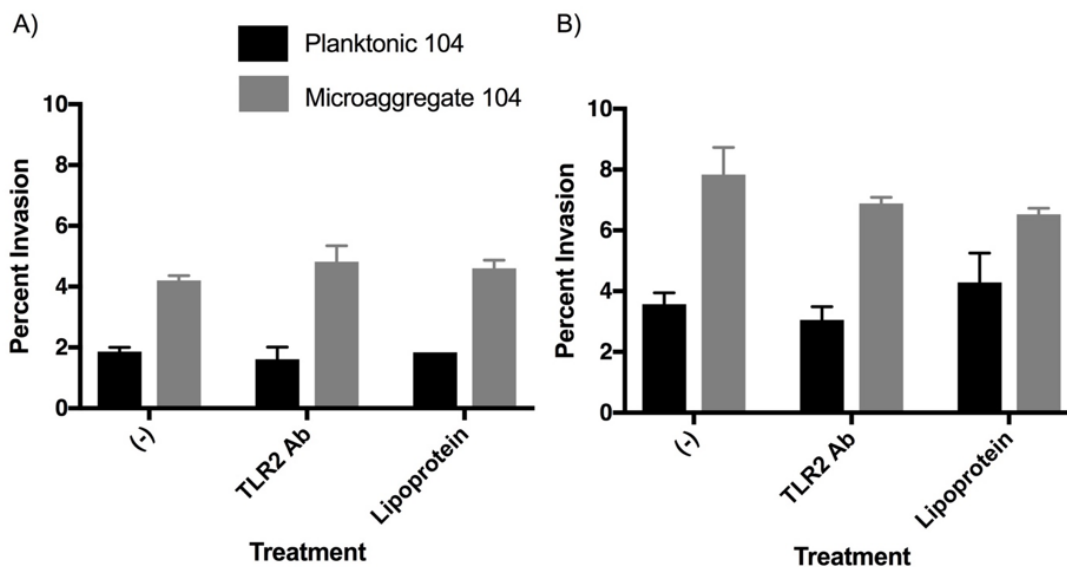 A)
Planktonic 104
Microaggregate 104
10
8
6
4
2
0
Percent Invasion
(-)
TLR2 Ab
Lipoprotein
Treatment
B)
10
8
6
4
2
0
Percent Invasion
(-)
TLR2 Ab
Lipoprotein
Treatment